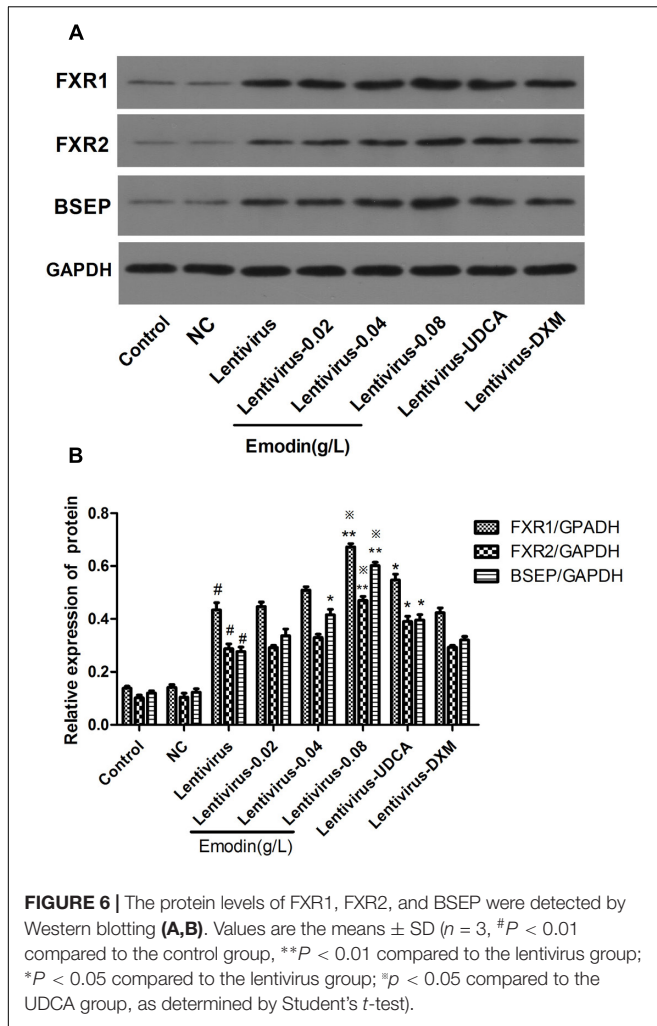 A
FXR1
FXR2
BSEP
GAPDH
Control
NC
Lentivirus
Lentivirus-0.02
Lentivirus-0.04
Lentivirus-0.08
Lentivirus-UDCA
Lentivirus-DXM
Emodin(g/L)
B
Relative expression of protein
0.8
0.6
0.4
0.2
0.0
#
#
#
*
※
**
※
**
※
**
*
*
*
FXR1/GPADH
FXR2/GAPDH
BSEP/GAPDH
Control
NC
Lentivirus
Lentivirus-0.02
Lentivirus-0.04
Lentivirus-0.08
Lentivirus-UDCA
Lentivirus-DXM
Emodin(g/L)
FIGURE 6 | The protein levels of FXR1, FXR2, and BSEP were detected by
Western blotting (A,B). Values are the means ± SD (n = 3, #P < 0.01
compared to the control group, **P < 0.01 compared to the lentivirus group;
*P < 0.05 compared to the lentivirus group; ※p < 0.05 compared to the
UDCA group, as determined by Student's t-test).